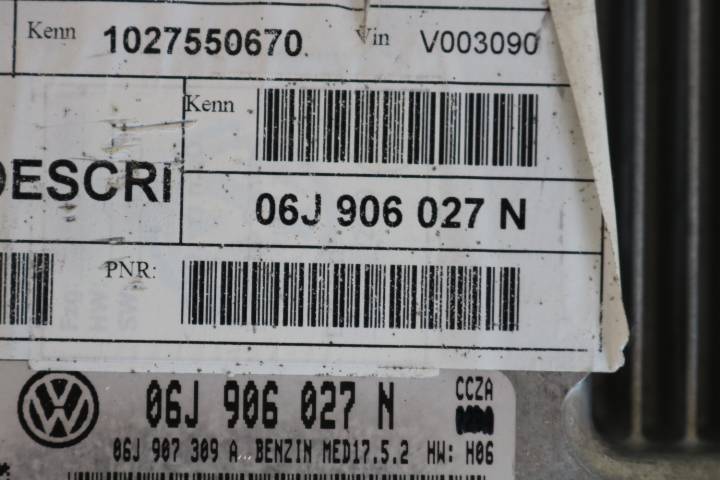 Kenn 1027550670. Vin V003090
Kenn
DESCRI
06J 906 027 N
PNR:
06J 906 027 N CCZA
06J 907 309 A BENZIN MED17.5.2 HW: H06